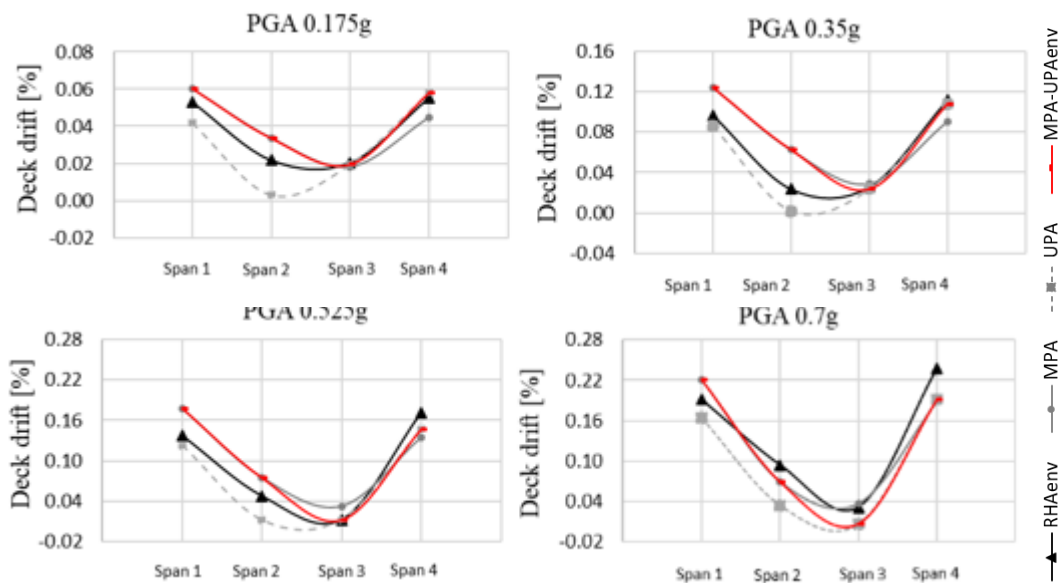 PGA 0.175g
Deck drift [%]
0.08
0.06
0.04
0.02
0.00
-0.02
Span 1
Span 2
Span 3
Span 4
PGA 0.35g
Deck drift [%]
0.16
0.12
0.08
0.04
0.00
-0.04
Span 1
Span 2
Span 3
Span 4
PGA 0.525g
Deck drift [%]
0.28
0.22
0.16
0.10
0.04
-0.02
Span 1
Span 2
Span 3
Span 4
PGA 0.7g
Deck drift [%]
0.28
0.22
0.16
0.10
0.04
-0.02
Span 1
Span 2
Span 3
Span 4
RHAenv
MPA
UPA
MPA-UPAenv